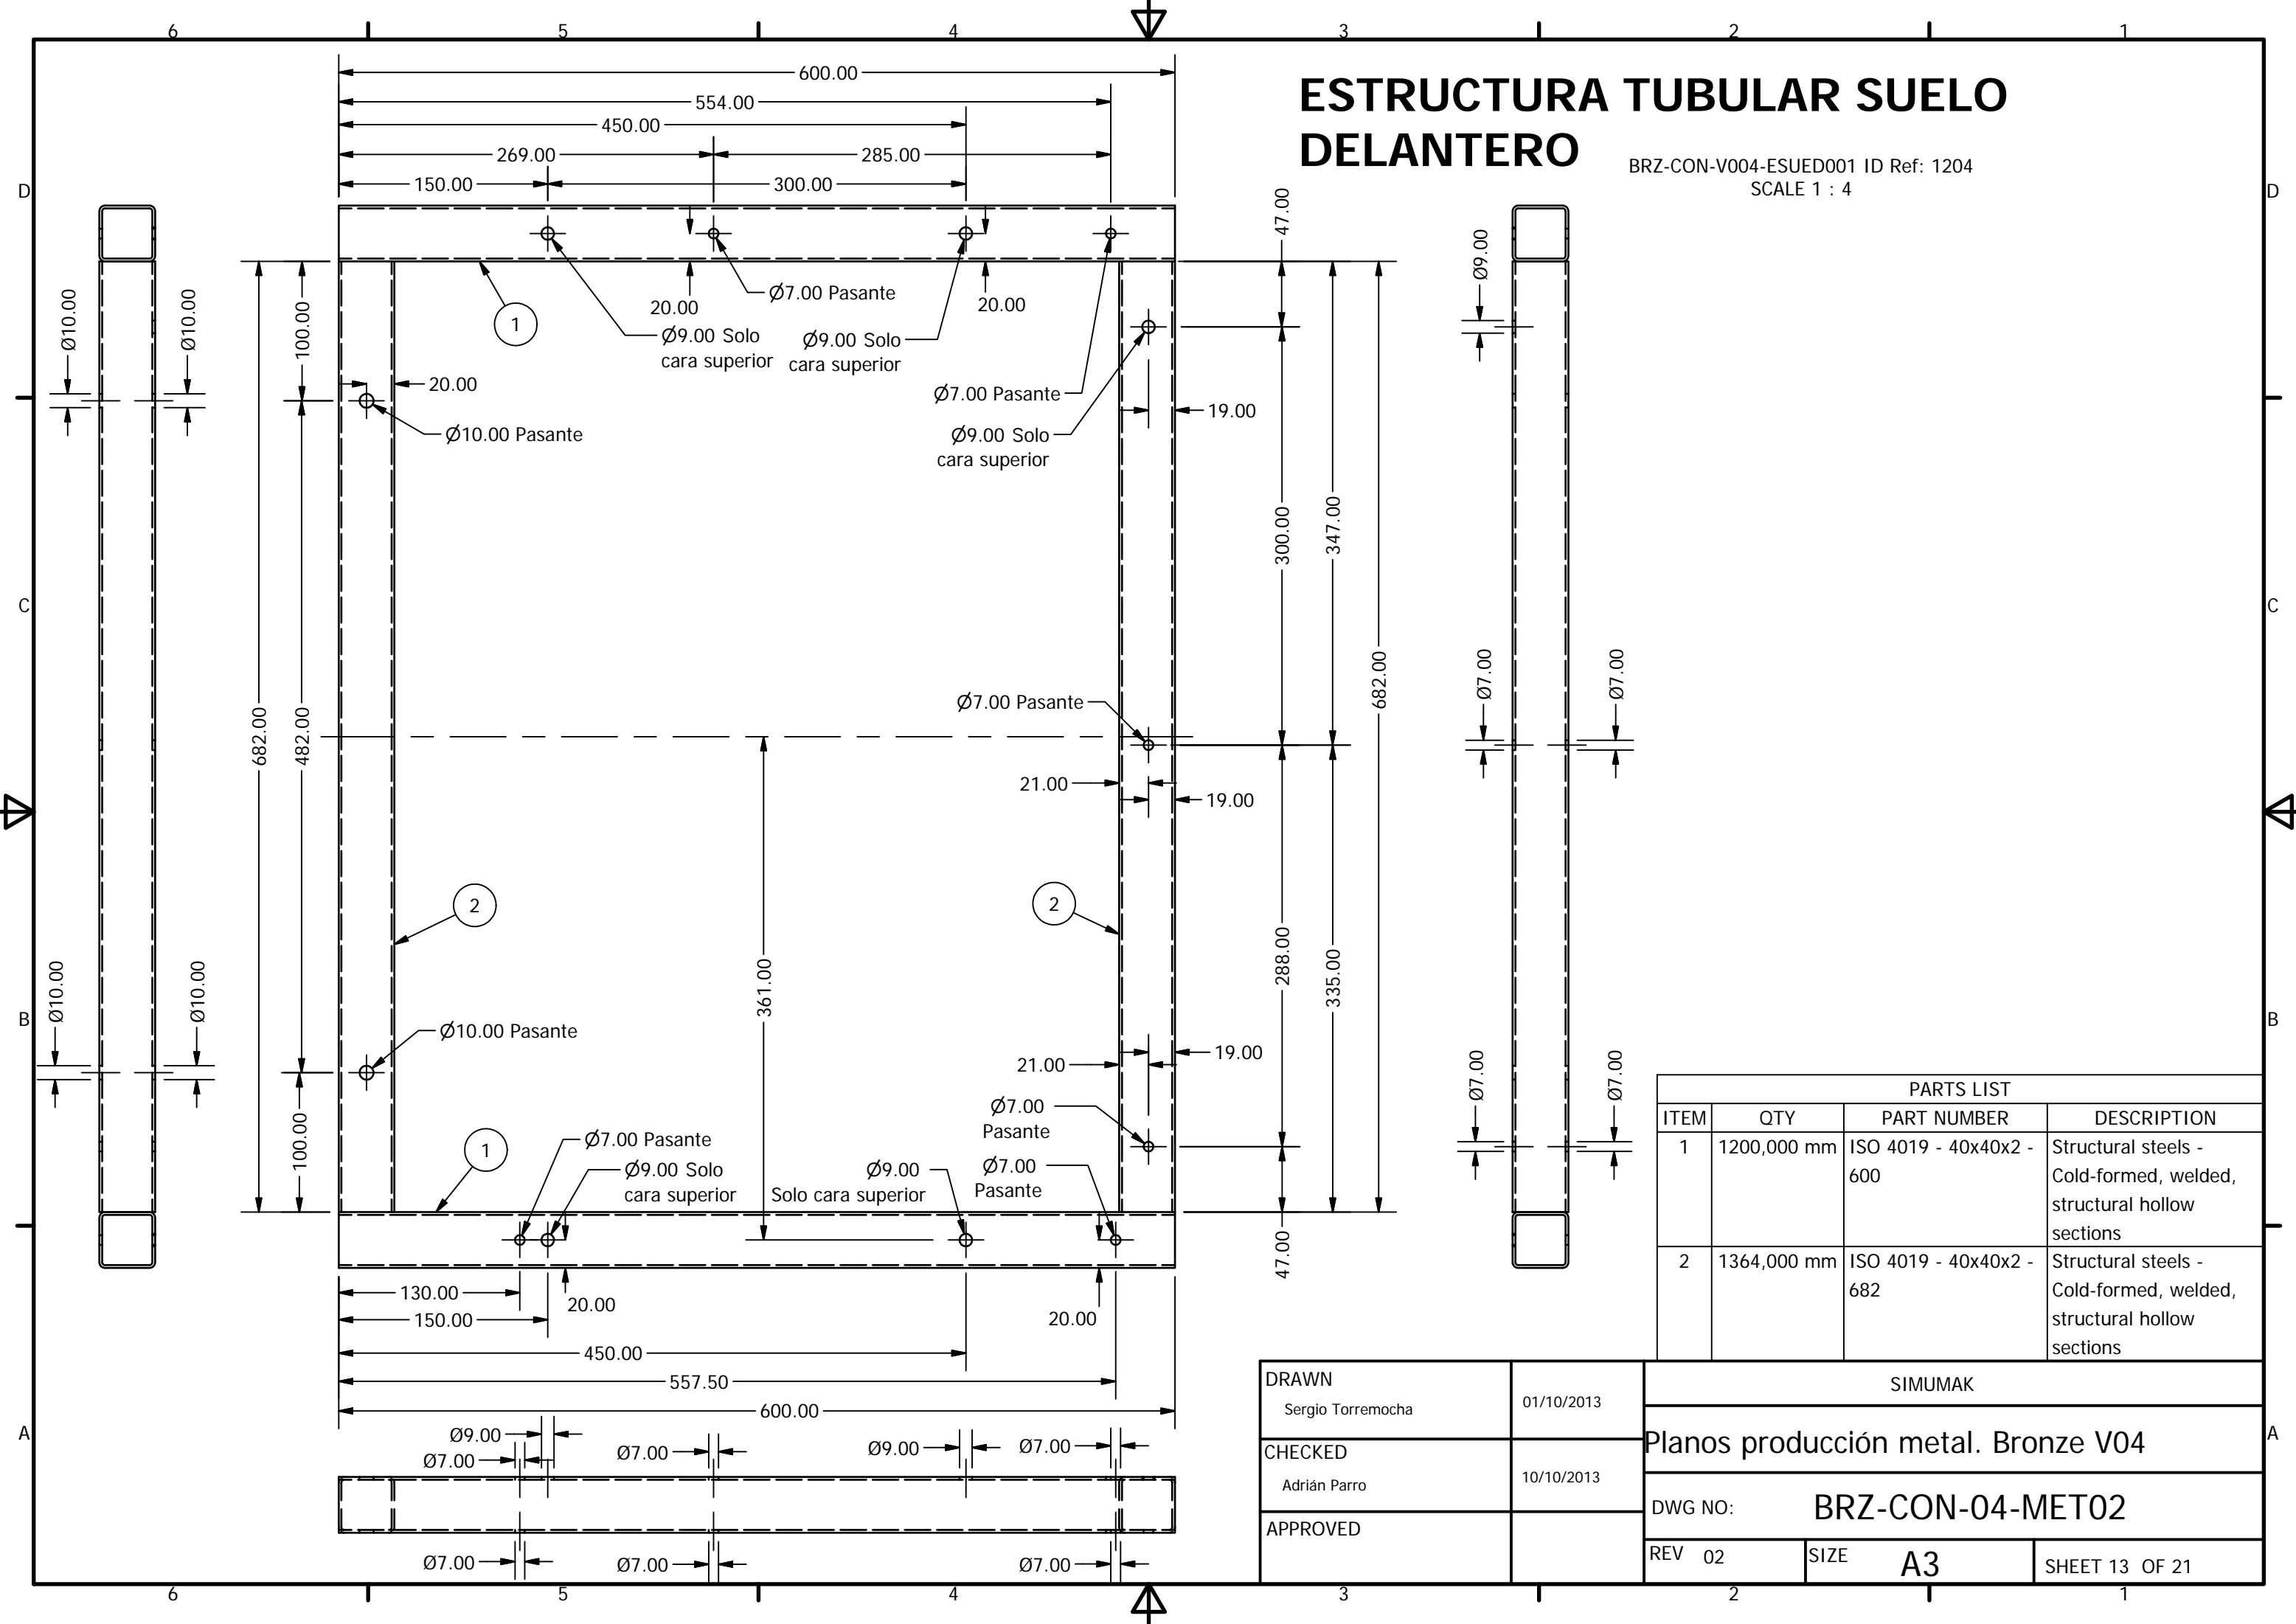 6 5 4 3 2 1
ESTRUCTURA TUBULAR SUELO
DELANTERO
BRZ-CON-V004-ESUED001 ID Ref: 1204
SCALE 1 : 4
600.00
554.00
450.00
269.00 285.00
150.00 300.00
D D
47.00
Ø9.00
Ø10.00 Ø10.00 100.00
1
20.00
Ø7.00 Pasante
20.00
Ø9.00 Solo
cara superior
Ø9.00 Solo
cara superior
20.00
Ø7.00 Pasante
19.00
Ø10.00 Pasante
Ø9.00 Solo
cara superior
300.00 347.00
C C
682.00 482.00
Ø7.00 Pasante
682.00
Ø7.00 Ø7.00
21.00
19.00
2 2
361.00
288.00 335.00
Ø10.00 Ø10.00
B B
Ø10.00 Pasante
21.00 19.00
Ø7.00 Ø7.00
100.00
1
Ø7.00
Pasante
Ø7.00 Pasante
Ø9.00 Solo
cara superior
Ø9.00
Solo cara superior
Ø7.00
Pasante
47.00
130.00
20.00
150.00
20.00
450.00
557.50
600.00
Ø9.00
Ø7.00
Ø7.00
Ø9.00
Ø7.00
Ø7.00
Ø7.00
Ø7.00
A A
PARTS LIST
ITEM QTY PART NUMBER DESCRIPTION
1 1200,000 mm ISO 4019 - 40x40x2 - Structural steels -
600 Cold-formed, welded,
structural hollow
sections
2 1364,000 mm ISO 4019 - 40x40x2 - Structural steels -
682 Cold-formed, welded,
structural hollow
sections
DRAWN
Sergio Torremocha
01/10/2013
CHECKED
Adrián Parro
10/10/2013
APPROVED
SIMUMAK
Planos producción metal. Bronze V04
DWG NO: BRZ-CON-04-MET02
REV 02 SIZE A3 SHEET 13 OF 21
6 5 4 3 2 1